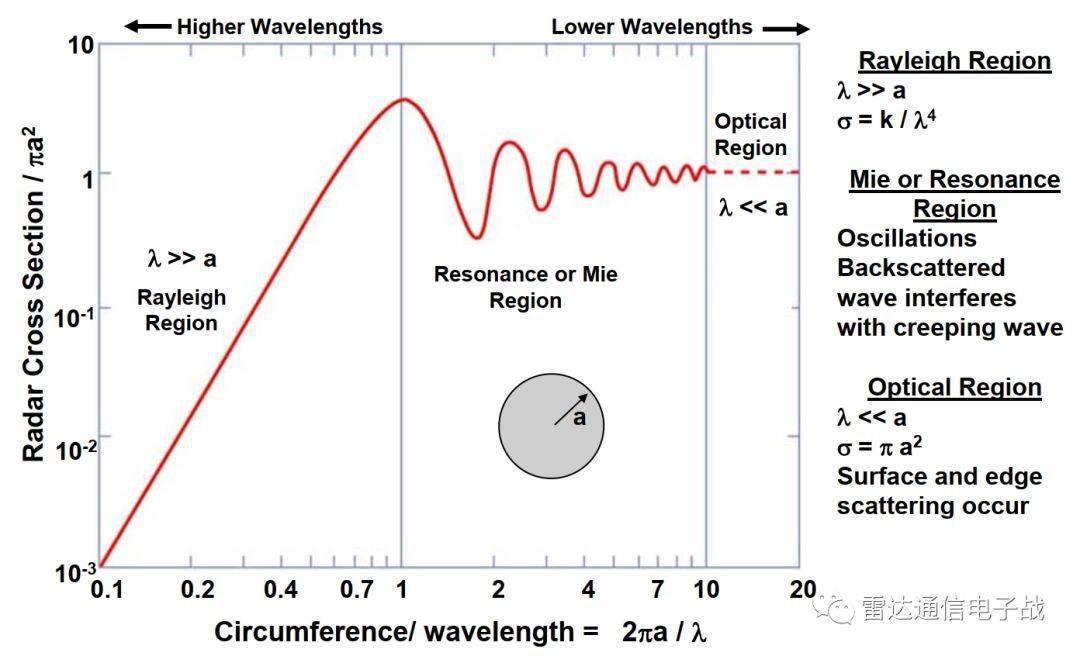 Higher Wavelengths
Lower Wavelengths
10
1
10-1
10-2
10-3
Radar Cross Section / πa2
λ >> a
Rayleigh
Region
Resonance or Mie
Region
a
Optical
Region
λ << a
0.1 0.2 0.4 0.7 1 2 4 7 10 20
Circumference/ wavelength = 2πa / λ
Rayleigh Region
λ >> a
σ = k / λ4
Mie or Resonance
Region
Oscillations
Backscattered
wave interferes
with creeping wave
Optical Region
λ << a
σ = π a2
Surface and edge
scattering occur
雷达通信电子战